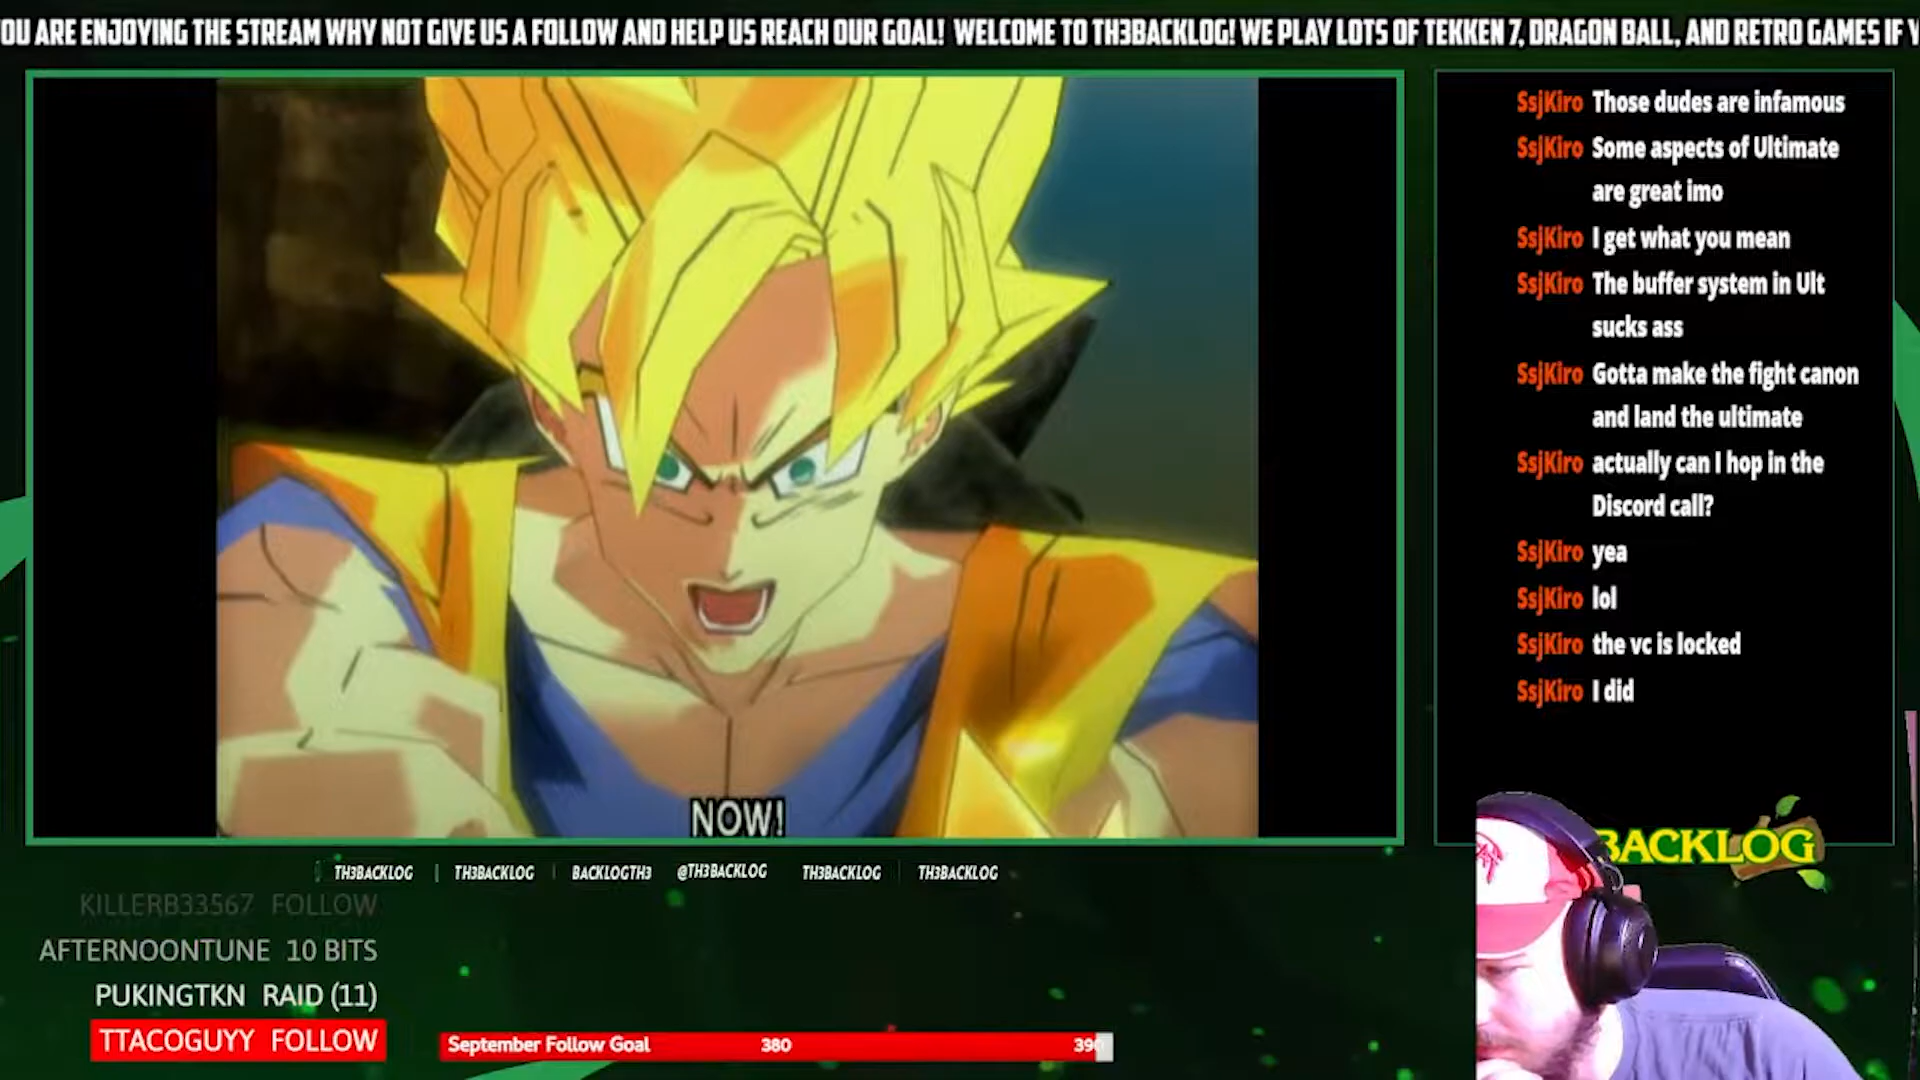 OU ARE ENJOYING THE STREAM WHY NOT GIVE US A FOLLOW AND HELP US REACH OUR GOAL! WELCOME TO TH3BACKLOG! WE PLAY LOTS OF TEKKEN 7, DRAGON BALL, AND RETRO GAMES IF Y
SsjKiro Those dudes are infamous
SsjKiro Some aspects of Ultimate
are great imo
SsjKiro I get what you mean
SsjKiro The buffer system in Ult
sucks ass
SsjKiro Gotta make the fight canon
and land the ultimate
SsjKiro actually can I hop in the
Discord call?
SsjKiro yea
SsjKiro lol
SsjKiro the vc is locked
SsjKiro I did
NOW!
BACKLOG
TH3BACKLOG TH3BACKLOG BACKLOGTH3 @TH3BACKLOG TH3BACKLOG TH3BACKLOG
KILLERB33567 FOLLOW
AFTERNOONTUNE 10 BITS
PUKINGTKN RAID (11)
TTACOGUYY FOLLOW
September Follow Goal 380 390